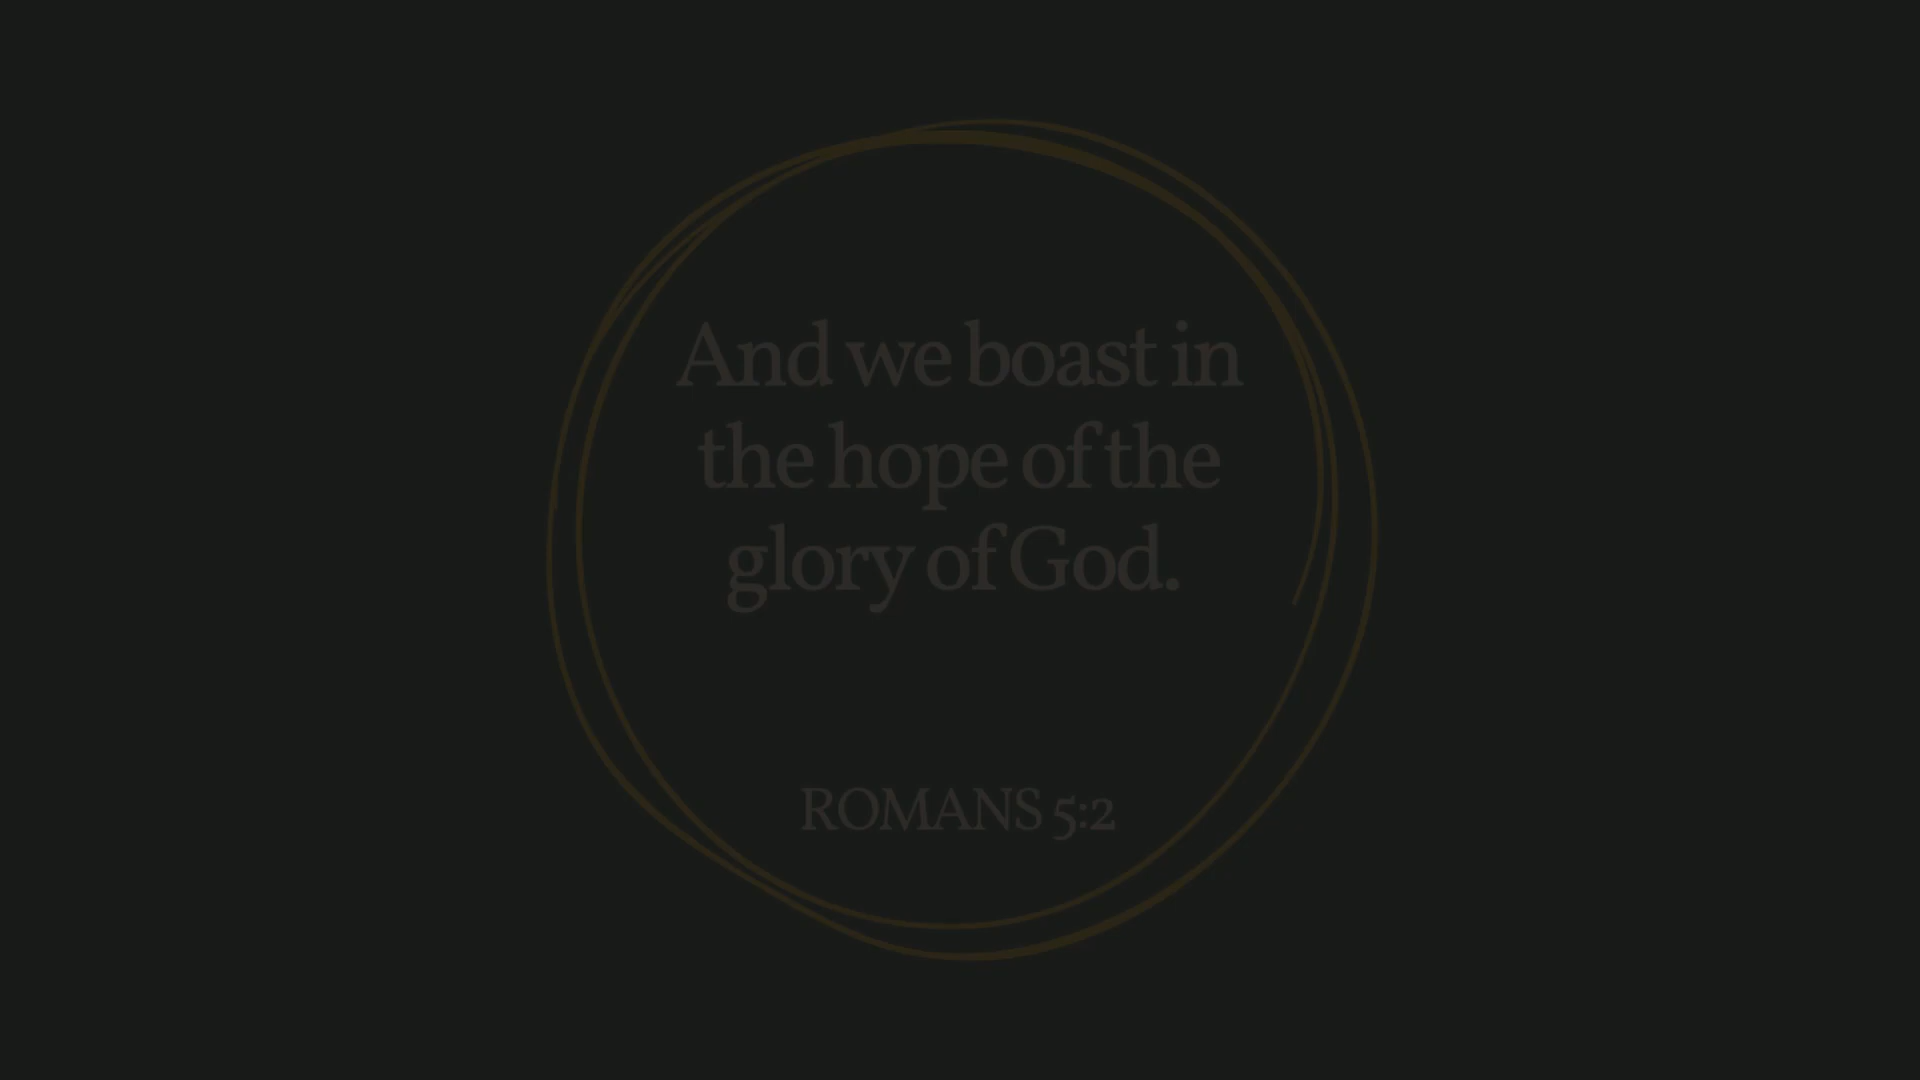 And we boast in
the hope of the
glory of God.
ROMANS 5:2